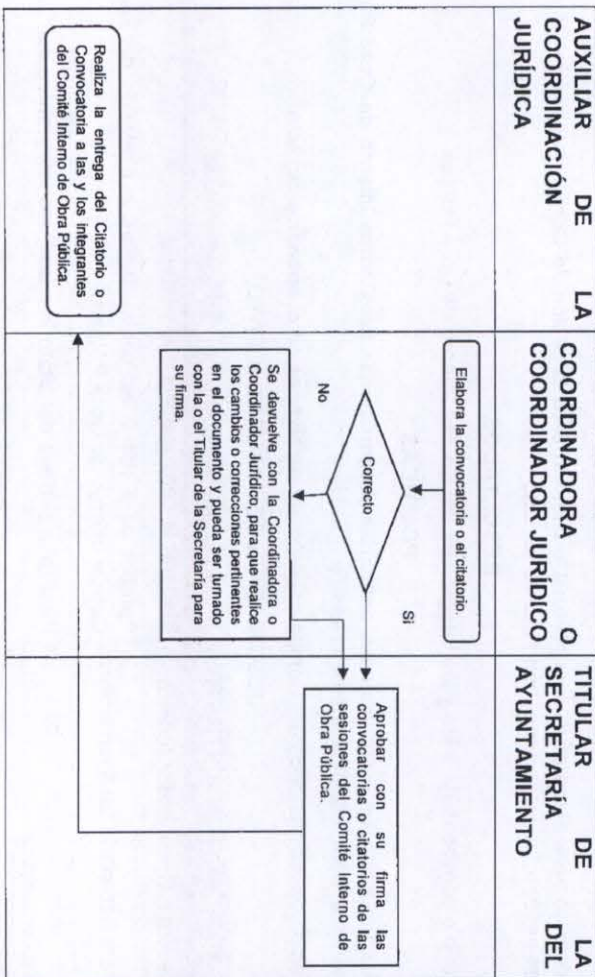 AUXILIAR DE LA
COORDINACIÓN
JURÍDICA
COORDINADORA O
COORDINADOR JURÍDICO
TITULAR DE LA
SECRETARÍA DEL
AYUNTAMIENTO
Elabora la convocatoria o el citatorio.
Correcto
Si
No
Se devuelve con la Coordinadora o
Coordinador Jurídico, para que realice
los cambios o correcciones pertinentes
en el documento y pueda ser turnado
con la o el Titular de la Secretaría para
su firma.
Aprobar con su firma las
convocatorias o citatorios de las
sesiones del Comité Interno de
Obra Pública.
Realiza la entrega del Citatorio o
Convocatoria a las y los integrantes
del Comité Interno de Obra Pública.